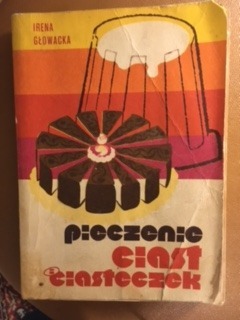 IRENA
GŁOWACKA
pieczenie
ciast
i ciasteczek